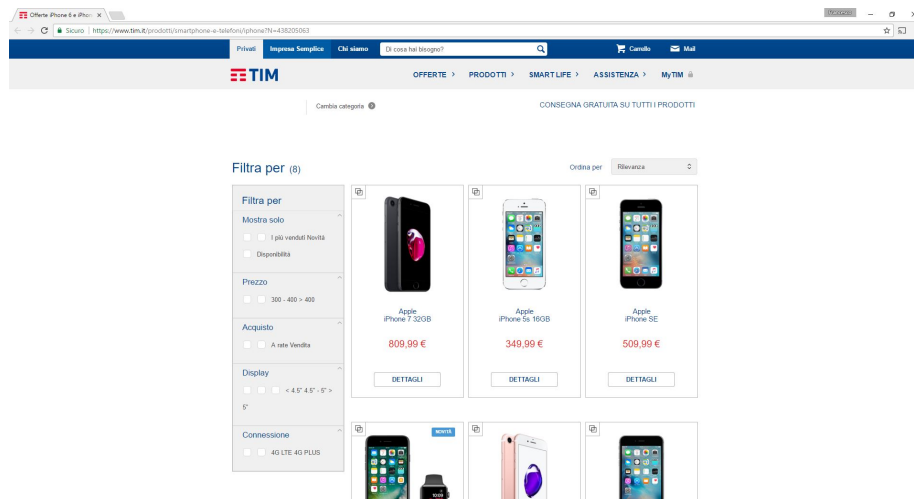 Offerte iPhone 6 e iPhon
Sicuro | https://www.tim.it/prodotti/smartphone-e-telefoni/iphone?N=438205063
Privati Impresa Semplice Chi siamo Di cosa hai bisogno? Carrello Mail
TIM OFFERTE > PRODOTTI > SMART LIFE > ASSISTENZA > MyTIM
Cambia categoria CONSEGNA GRATUITA SU TUTTI I PRODOTTI
Filtra per (8) Ordina per Rilevanza
Filtra per
Mostra solo
I più venduti Novità
Disponibilità
Prezzo
300 - 400 > 400
Acquisto
A rate Vendita
Display
< 4.5" 4.5" - 5" >
5"
Connessione
4G LTE 4G PLUS
Apple
iPhone 7 32GB
809,99 €
DETTAGLI
Apple
iPhone 5s 16GB
349,99 €
DETTAGLI
Apple
iPhone SE
509,99 €
DETTAGLI
NOVITÀ
10:09